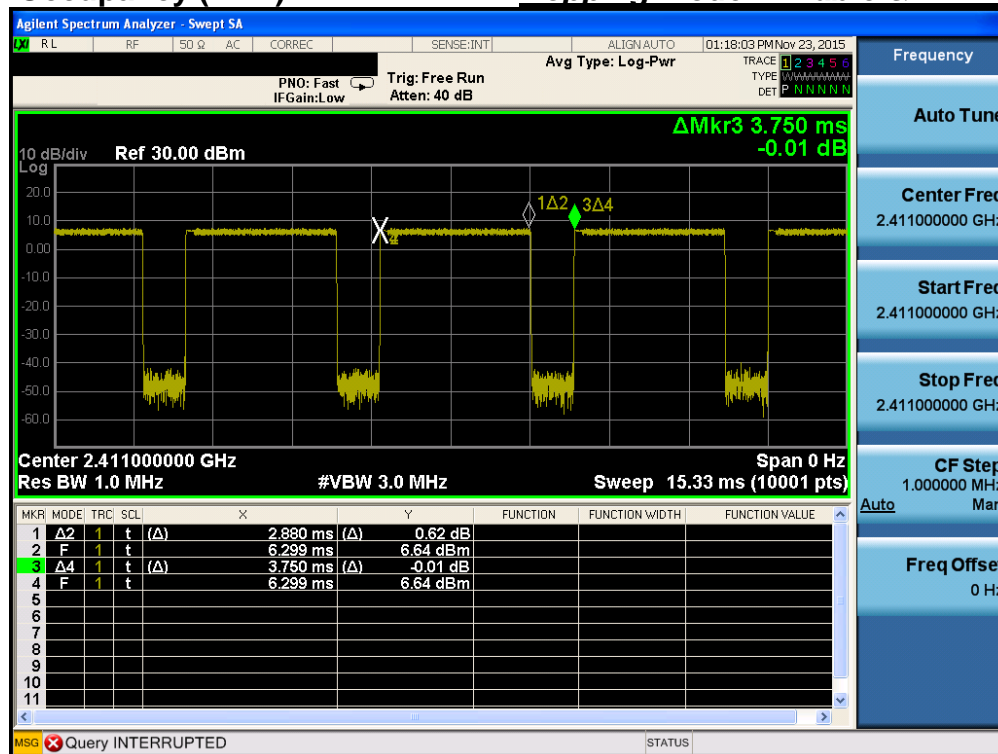 Agilent Spectrum Analyzer - Swept SA
LXI RL RF 50 Ω AC CORREC SENSE:INT ALIGN AUTO 01:18:03 PM Nov 23, 2015
PNO: Fast
IFGain:Low
Trig: Free Run
Atten: 40 dB
Avg Type: Log-Pwr
TRACE 1 2 3 4 5 6
TYPE
DET P N N N N N
ΔMkr3 3.750 ms
-0.01 dB
10 dB/div Ref 30.00 dBm
Log
20.0
10.0
0.00
-10.0
-20.0
-30.0
-40.0
-50.0
-60.0
1Δ2 3Δ4
Center 2.411000000 GHz Span 0 Hz
Res BW 1.0 MHz #VBW 3.0 MHz Sweep 15.33 ms (10001 pts)
MKR MODE TRC SCL X Y FUNCTION FUNCTION WIDTH FUNCTION VALUE
1 Δ2 1 t (Δ) 2.880 ms (Δ) 0.62 dB
2 F 1 t 6.299 ms 6.64 dBm
3 Δ4 1 t (Δ) 3.750 ms (Δ) -0.01 dB
4 F 1 t 6.299 ms 6.64 dBm
5
6
7
8
9
10
11
MSG Query INTERRUPTED STATUS
Frequency
Auto Tune
Center Freq
2.411000000 GHz
Start Freq
2.411000000 GHz
Stop Freq
2.411000000 GHz
CF Step
1.000000 MHz
Auto Man
Freq Offset
0 Hz